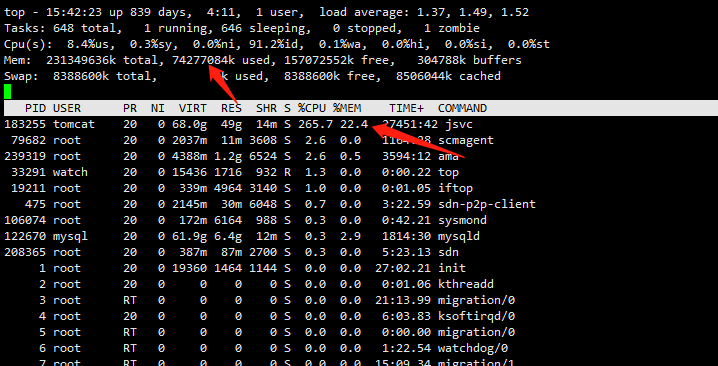 top - 15:42:23 up 839 days,  4:11,  1 user,  load average: 1.37, 1.49, 1.52
Tasks: 648 total,   1 running, 646 sleeping,   0 stopped,   1 zombie
Cpu(s):  8.4%us,  0.3%sy,  0.0%ni, 91.2%id,  0.1%wa,  0.0%hi,  0.0%si,  0.0%st
Mem:  231349636k total, 74277084k used, 157072552k free,   304788k buffers
Swap:  8388600k total, k used,  8388600k free,  8506044k cached
PID USER      PR  NI  VIRT  RES  SHR S %CPU %MEM    TIME+  COMMAND
183255 tomcat    20   0 68.0g  49g  14m S 265.7 22.4  27451:42 jsvc
79682 root      20   0 2037m  11m 3608 S  2.6  0.0 scmagent
239319 root      20   0 4388m 1.2g 6524 S  2.6  0.5   3594:12 ama
33291 watch     20   0 15436 1716  932 R  1.3  0.0   0:00.22 top
19211 root      20   0  339m 4964 3140 S  1.0  0.0   0:01.05 iftop
475 root      20   0 2145m  30m 6048 S  0.7  0.0   3:22.59 sdn-p2p-client
106074 root      20   0  172m 6164  988 S  0.3  0.0   0:42.21 sysmond
122670 mysql     20   0 61.9g 6.4g  12m S  0.3  2.9   1814:30 mysqld
208365 root      20   0  387m  87m 2700 S  0.3  0.0   5:23.13 sdn
1 root      20   0 19360 1464 1144 S  0.0  0.0  27:02.21 init
2 root      20   0     0    0    0 S  0.0  0.0   0:01.06 kthreadd
3 root      RT   0     0    0    0 S  0.0  0.0  21:13.99 migration/0
4 root      20   0     0    0    0 S  0.0  0.0   6:03.83 ksoftirqd/0
5 root      RT   0     0    0    0 S  0.0  0.0   0:00.00 migration/0
6 root      RT   0     0    0    0 S  0.0  0.0   1:22.54 watchdog/0
7 root      RT   0     0    0    0 S  0.0  0.0  15:09.34 migration/1